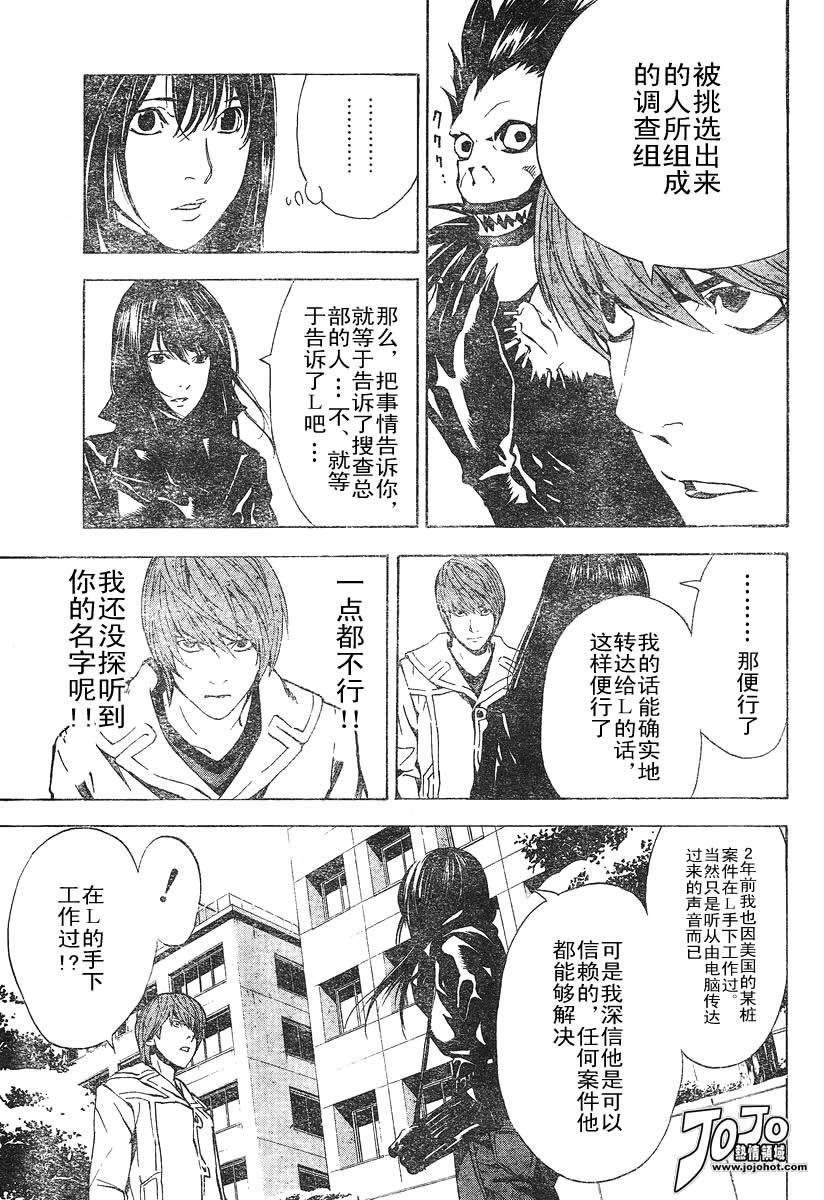 被挑选出来
的人所组成
的调查组
ククク
………
………
那么，把事情告诉你，
就等于告诉了搜查总
部的人…不、就等
于告诉了L吧…
………那便行了
我的话能确实地
转达给L的话，
这样便行了
一点都不行!!
我还没探听到
你的名字呢!!
2年前我也因美国的某桩
案件在L手下工作过。
当然只是听从由电脑传达
过来的声音而已
可是我深信他是可以
信赖的，任何案件他
都能够解决
！
在L的手下
工作过!?
JOJO
熱情領域
www.jojohot.com